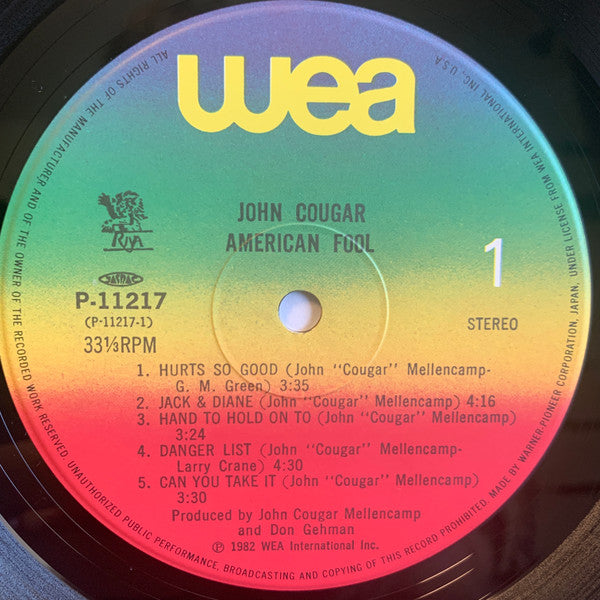 wea
JOHN COUGAR
AMERICAN FOOL
Riva
JASRAC
P-11217
(P-11217-1)
33⅓RPM
1
STEREO
1. HURTS SO GOOD (John "Cougar" Mellencamp-
G. M. Green) 3:35
2. JACK & DIANE (John "Cougar" Mellencamp) 4:16
3. HAND TO HOLD ON TO (John "Cougar" Mellencamp)
3:24
4. DANGER LIST (John "Cougar" Mellencamp-
Larry Crane) 4:30
5. CAN YOU TAKE IT (John "Cougar" Mellencamp)
3:30
Produced by John Cougar Mellencamp
and Don Gehman
℗ 1982 WEA International Inc.
ALL RIGHTS OF THE MANUFACTURER AND OF THE OWNER OF THE RECORDED WORK RESERVED. UNAUTHORIZED PUBLIC PERFORMANCE, BROADCASTING AND COPYING OF THIS RECORD PROHIBITED. MADE BY WARNER-PIONEER CORPORATION, JAPAN, UNDER LICENSE FROM WEA INTERNATIONAL INC., U.S.A